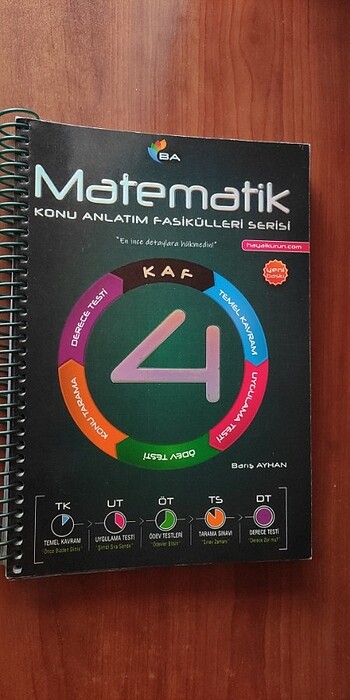 BA
Matematik
KONU ANLATIM FASİKÜLLERİ SERİSİ
"En ince detaylara hükmedin!"
hayalkurun.com
yeni
baskı
KAF
TEMEL KAVRAM
UYGULAMA TESTİ
ÖDEV TESTİ
KONU TARAMA
DERECE TESTİ
4
Barış AYHAN
TK
UT
ÖT
TS
DT
TEMEL KAVRAM
UYGULAMA TESTİ
ÖDEV TESTLERİ
TARAMA SINAVI
DERECE TESTİ